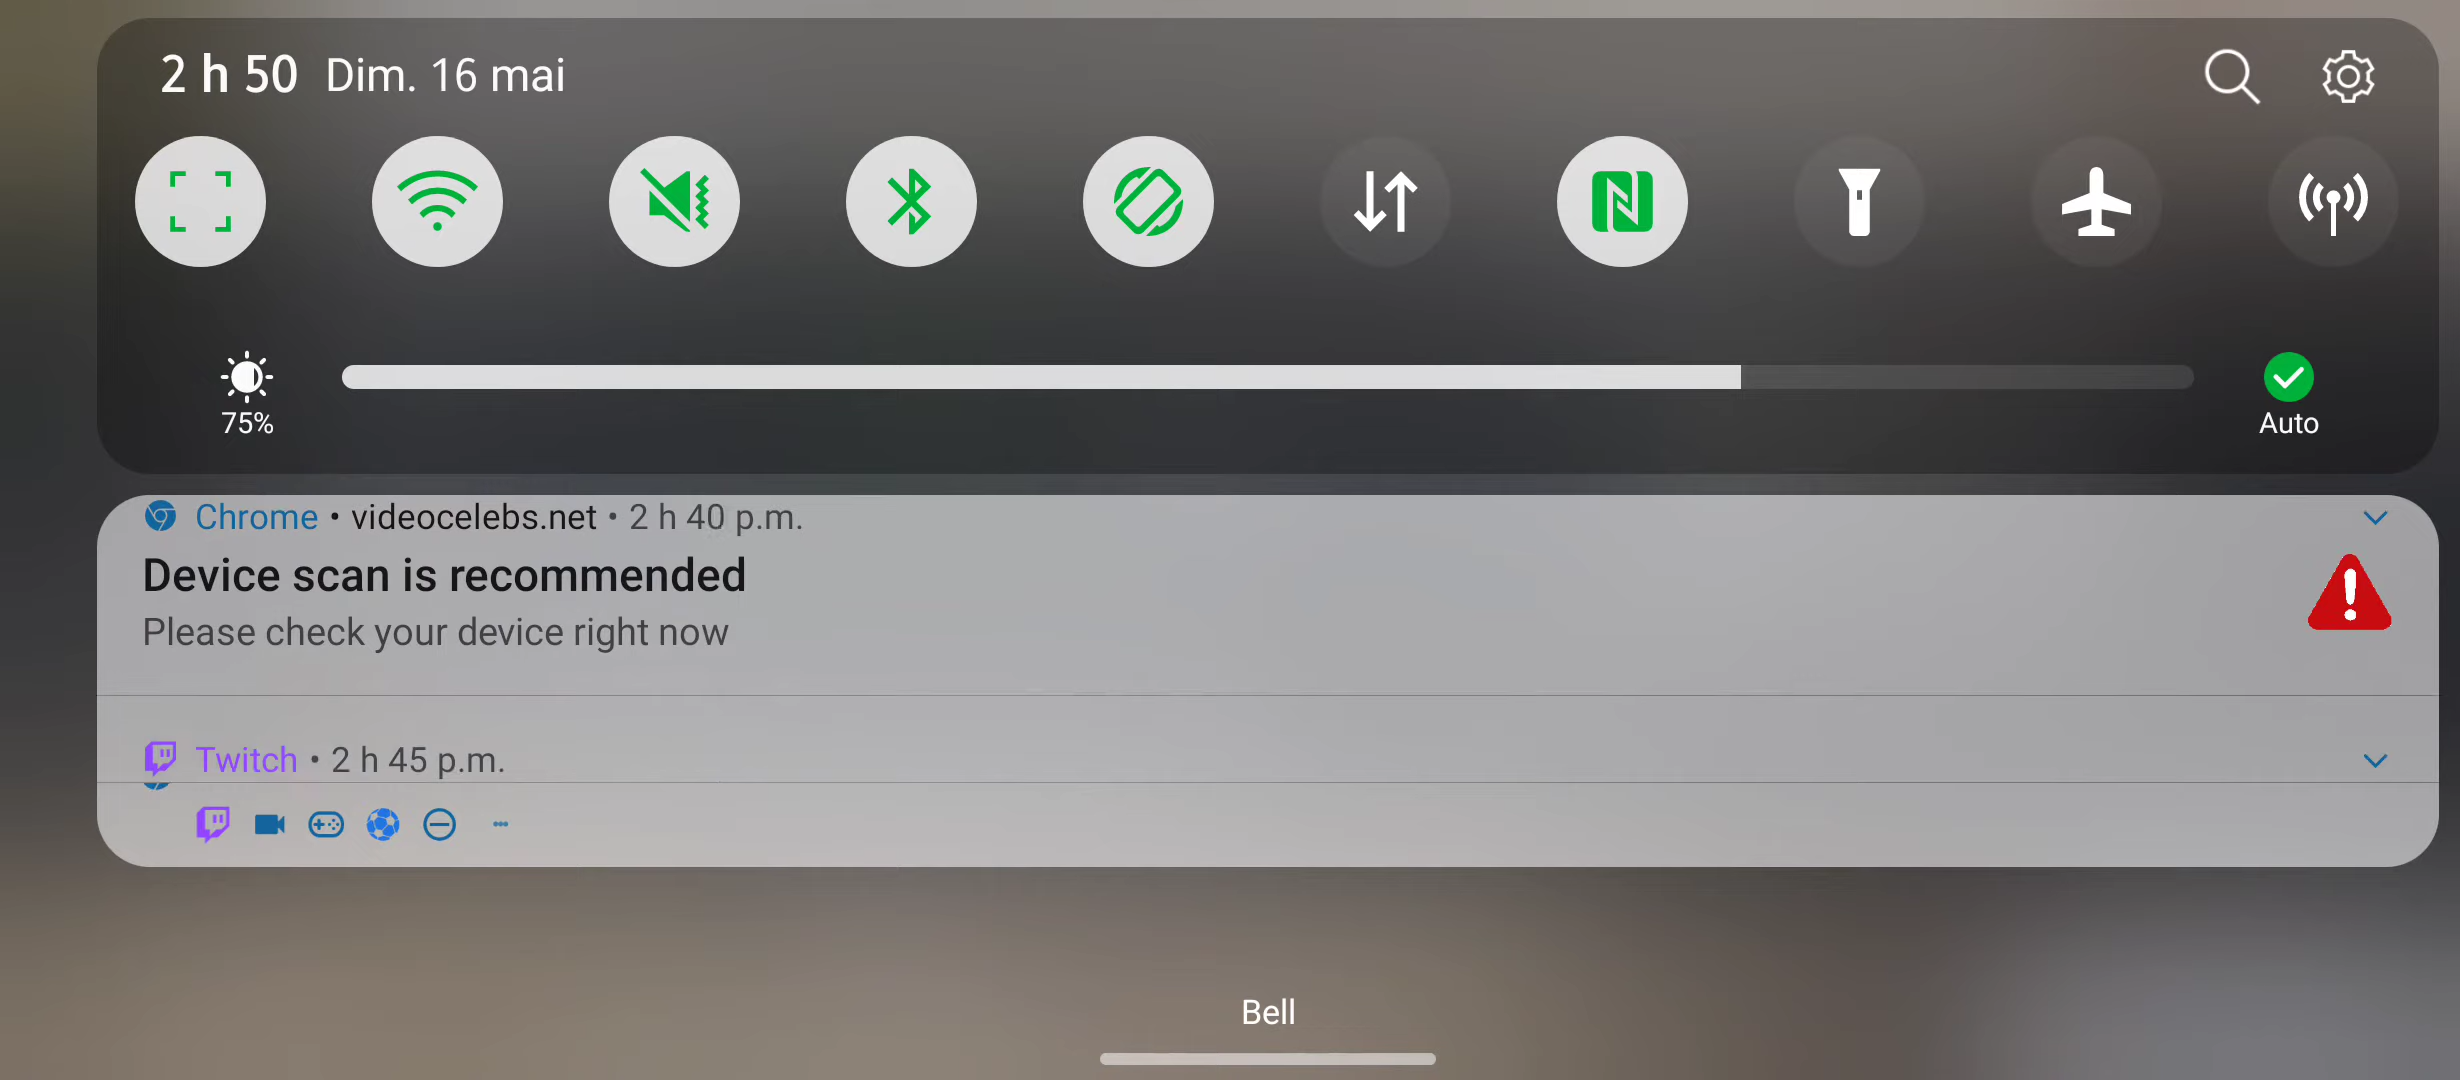 2 h 50 Dim. 16 mai
75%
Auto
Chrome • videocelebs.net • 2 h 40 p.m.
Device scan is recommended
Please check your device right now
Twitch • 2 h 45 p.m.
Bell